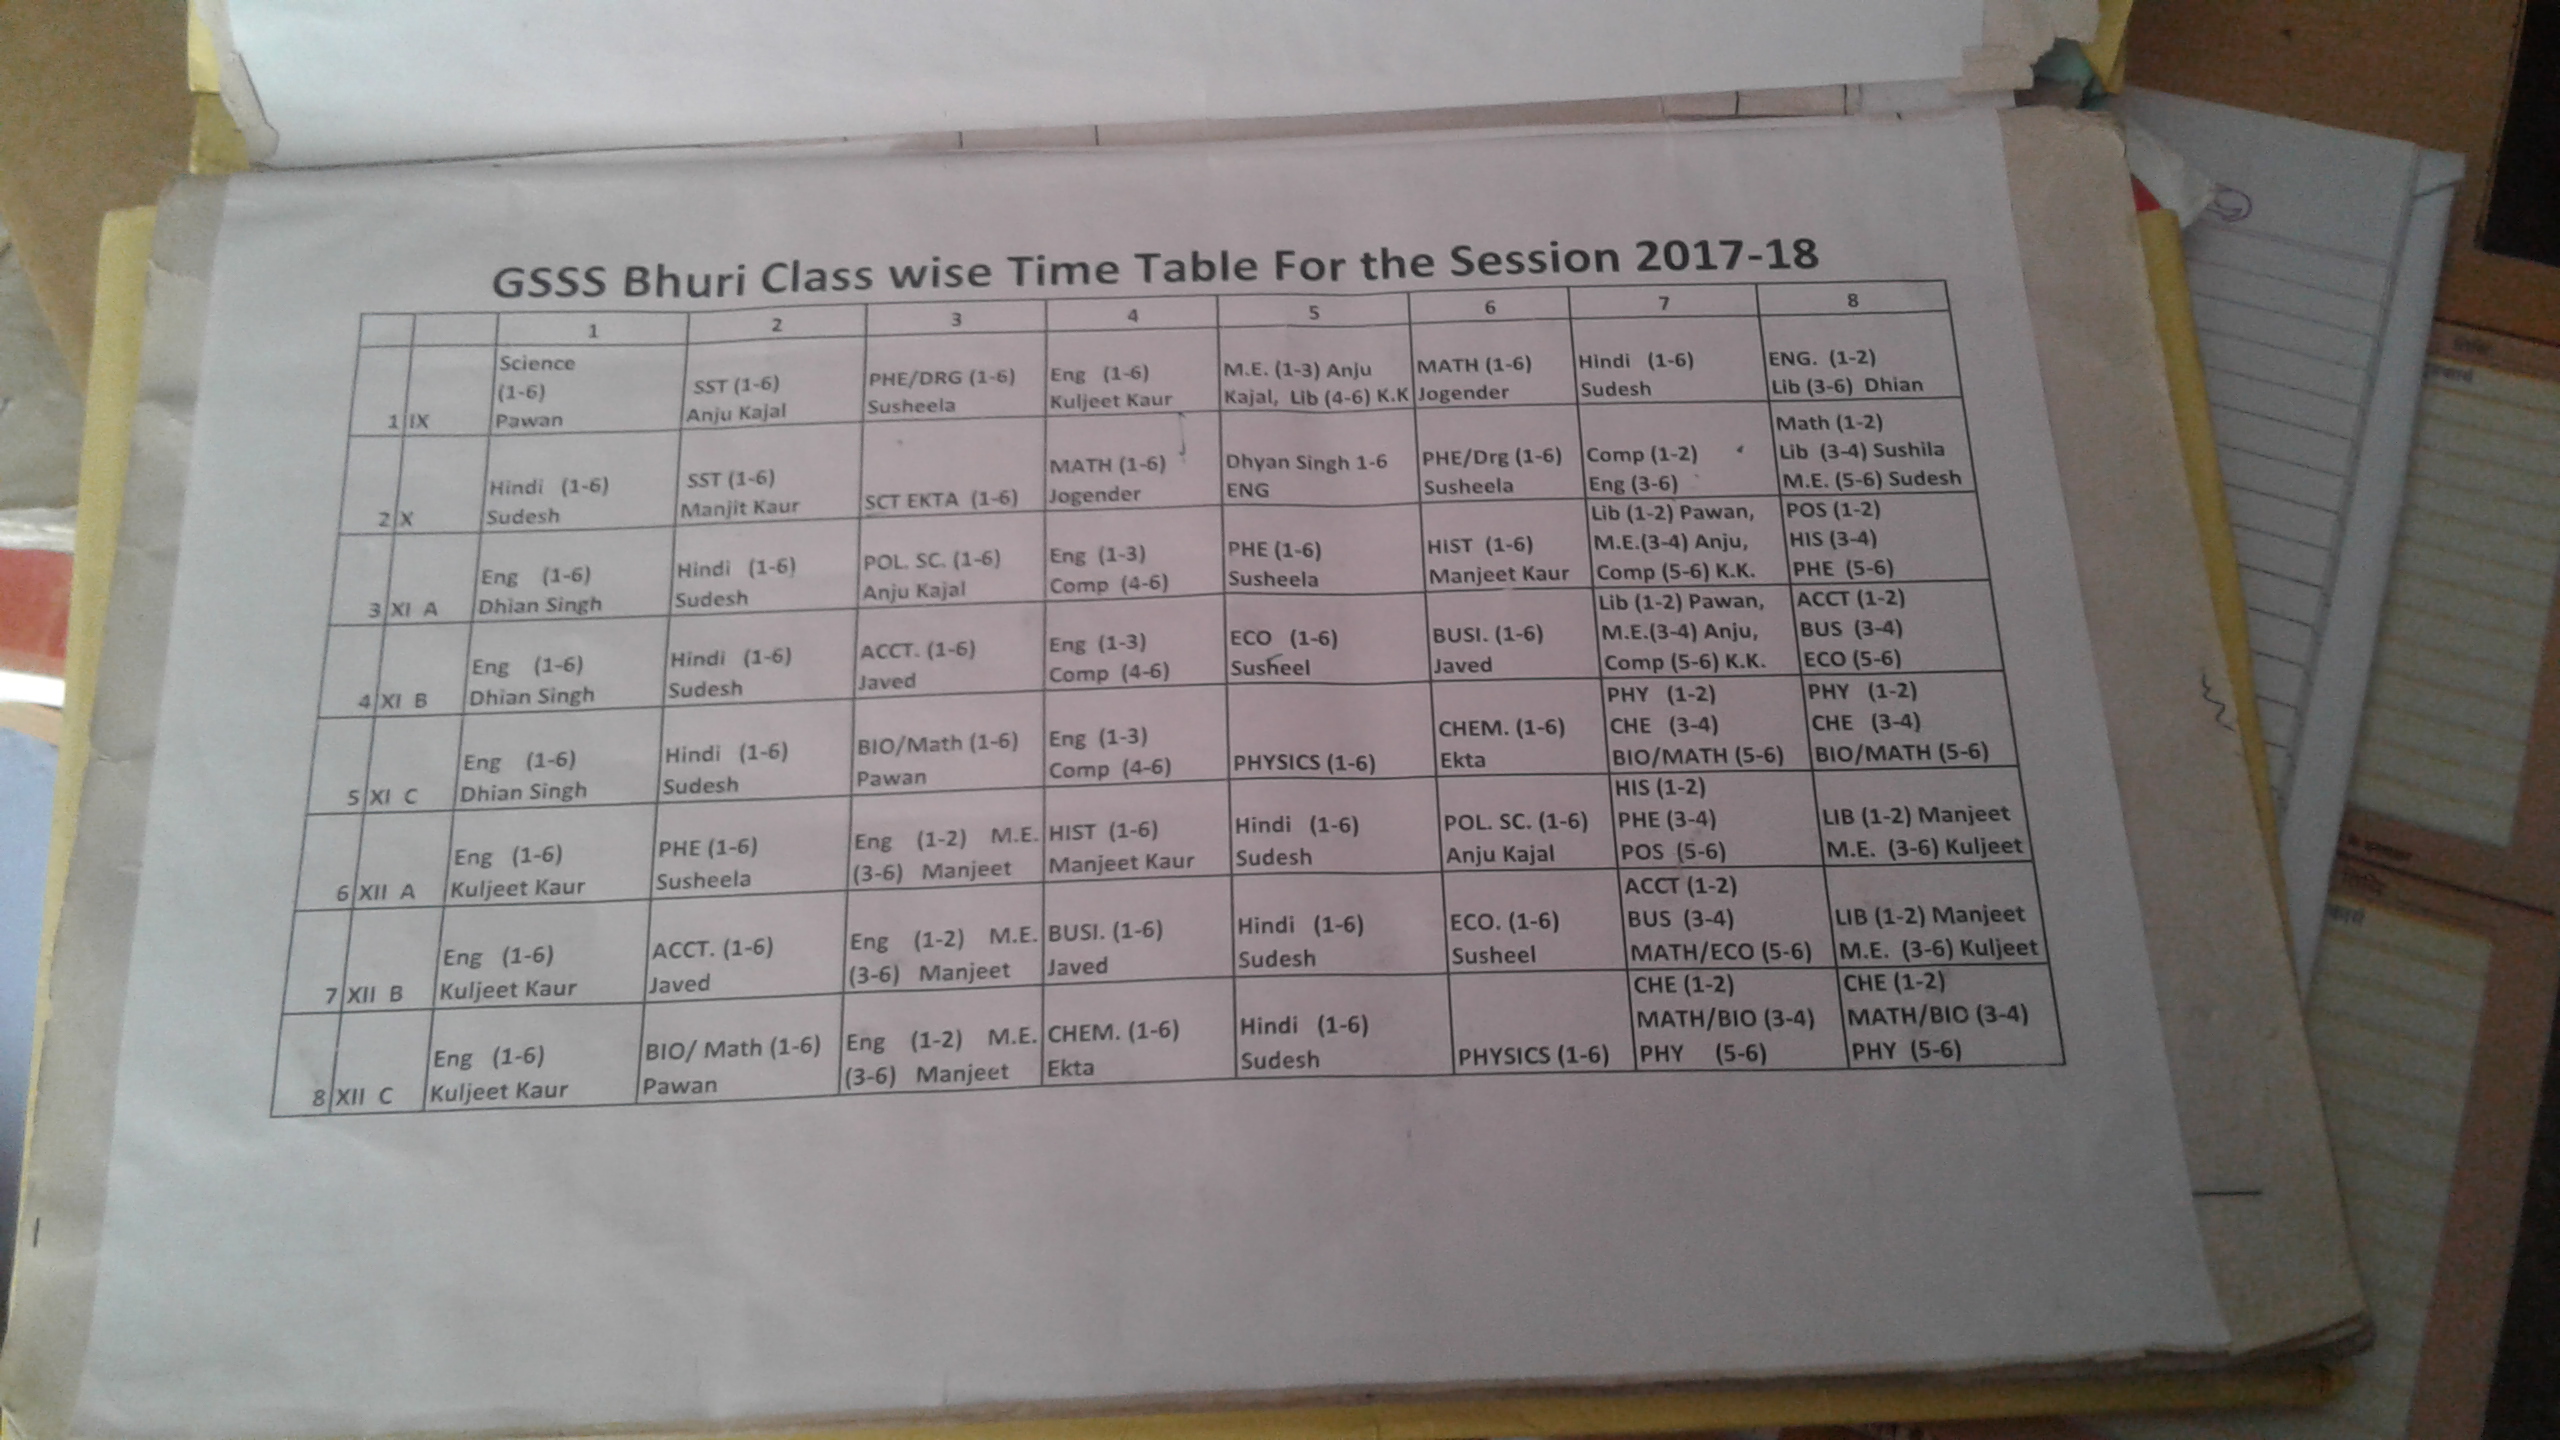 GSSS Bhuri Class wise Time Table For the Session 2017-18
1 2 3 4 5 6 7 8
1 IX
Science
(1-6)
Pawan
SST (1-6)
Anju Kajal
PHE/DRG (1-6)
Susheela
Eng (1-6)
Kuljeet Kaur
M.E. (1-3) Anju
Kajal, Lib (4-6) K.K
MATH (1-6)
Jogender
Hindi (1-6)
Sudesh
ENG. (1-2)
Lib (3-6) Dhian
2 X
Hindi (1-6)
Sudesh
SST (1-6)
Manjit Kaur
SCT EKTA (1-6)
MATH (1-6)
Jogender
Dhyan Singh 1-6
ENG
PHE/Drg (1-6)
Susheela
Comp (1-2)
Eng (3-6)
Math (1-2)
Lib (3-4) Sushila
M.E. (5-6) Sudesh
3 XI A
Eng (1-6)
Dhian Singh
Hindi (1-6)
Sudesh
POL. SC. (1-6)
Anju Kajal
Eng (1-3)
Comp (4-6)
PHE (1-6)
Susheela
HIST (1-6)
Manjeet Kaur
Lib (1-2) Pawan,
M.E.(3-4) Anju,
Comp (5-6) K.K.
POS (1-2)
HIS (3-4)
PHE (5-6)
4 XI B
Eng (1-6)
Dhian Singh
Hindi (1-6)
Sudesh
ACCT. (1-6)
Javed
Eng (1-3)
Comp (4-6)
ECO (1-6)
Susheel
BUSI. (1-6)
Javed
Lib (1-2) Pawan,
M.E.(3-4) Anju,
Comp (5-6) K.K.
ACCT (1-2)
BUS (3-4)
ECO (5-6)
5 XI C
Eng (1-6)
Dhian Singh
Hindi (1-6)
Sudesh
BIO/Math (1-6)
Pawan
Eng (1-3)
Comp (4-6)
PHYSICS (1-6)
CHEM. (1-6)
Ekta
PHY (1-2)
CHE (3-4)
BIO/MATH (5-6)
PHY (1-2)
CHE (3-4)
BIO/MATH (5-6)
6 XII A
Eng (1-6)
Kuljeet Kaur
PHE (1-6)
Susheela
Eng (1-2) M.E.
(3-6) Manjeet
HIST (1-6)
Manjeet Kaur
Hindi (1-6)
Sudesh
POL. SC. (1-6)
Anju Kajal
HIS (1-2)
PHE (3-4)
POS (5-6)
LIB (1-2) Manjeet
M.E. (3-6) Kuljeet
7 XII B
Eng (1-6)
Kuljeet Kaur
ACCT. (1-6)
Javed
Eng (1-2) M.E.
(3-6) Manjeet
BUSI. (1-6)
Javed
Hindi (1-6)
Sudesh
ECO. (1-6)
Susheel
ACCT (1-2)
BUS (3-4)
MATH/ECO (5-6)
LIB (1-2) Manjeet
M.E. (3-6) Kuljeet
8 XII C
Eng (1-6)
Kuljeet Kaur
BIO/ Math (1-6)
Pawan
Eng (1-2) M.E.
(3-6) Manjeet
CHEM. (1-6)
Ekta
Hindi (1-6)
Sudesh
PHYSICS (1-6)
CHE (1-2)
MATH/BIO (3-4)
PHY (5-6)
CHE (1-2)
MATH/BIO (3-4)
PHY (5-6)